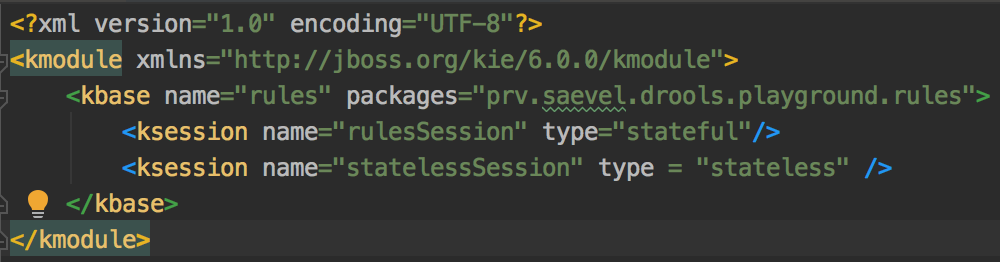 <?xml version="1.0" encoding="UTF-8"?>
<kmodule xmlns="http://jboss.org/kie/6.0.0/kmodule">
    <kbase name="rules" packages="prv.saevel.drools.playground.rules">
        <ksession name="rulesSession" type="stateful"/>
        <ksession name="statelessSession" type = "stateless" />
    </kbase>
</kmodule>